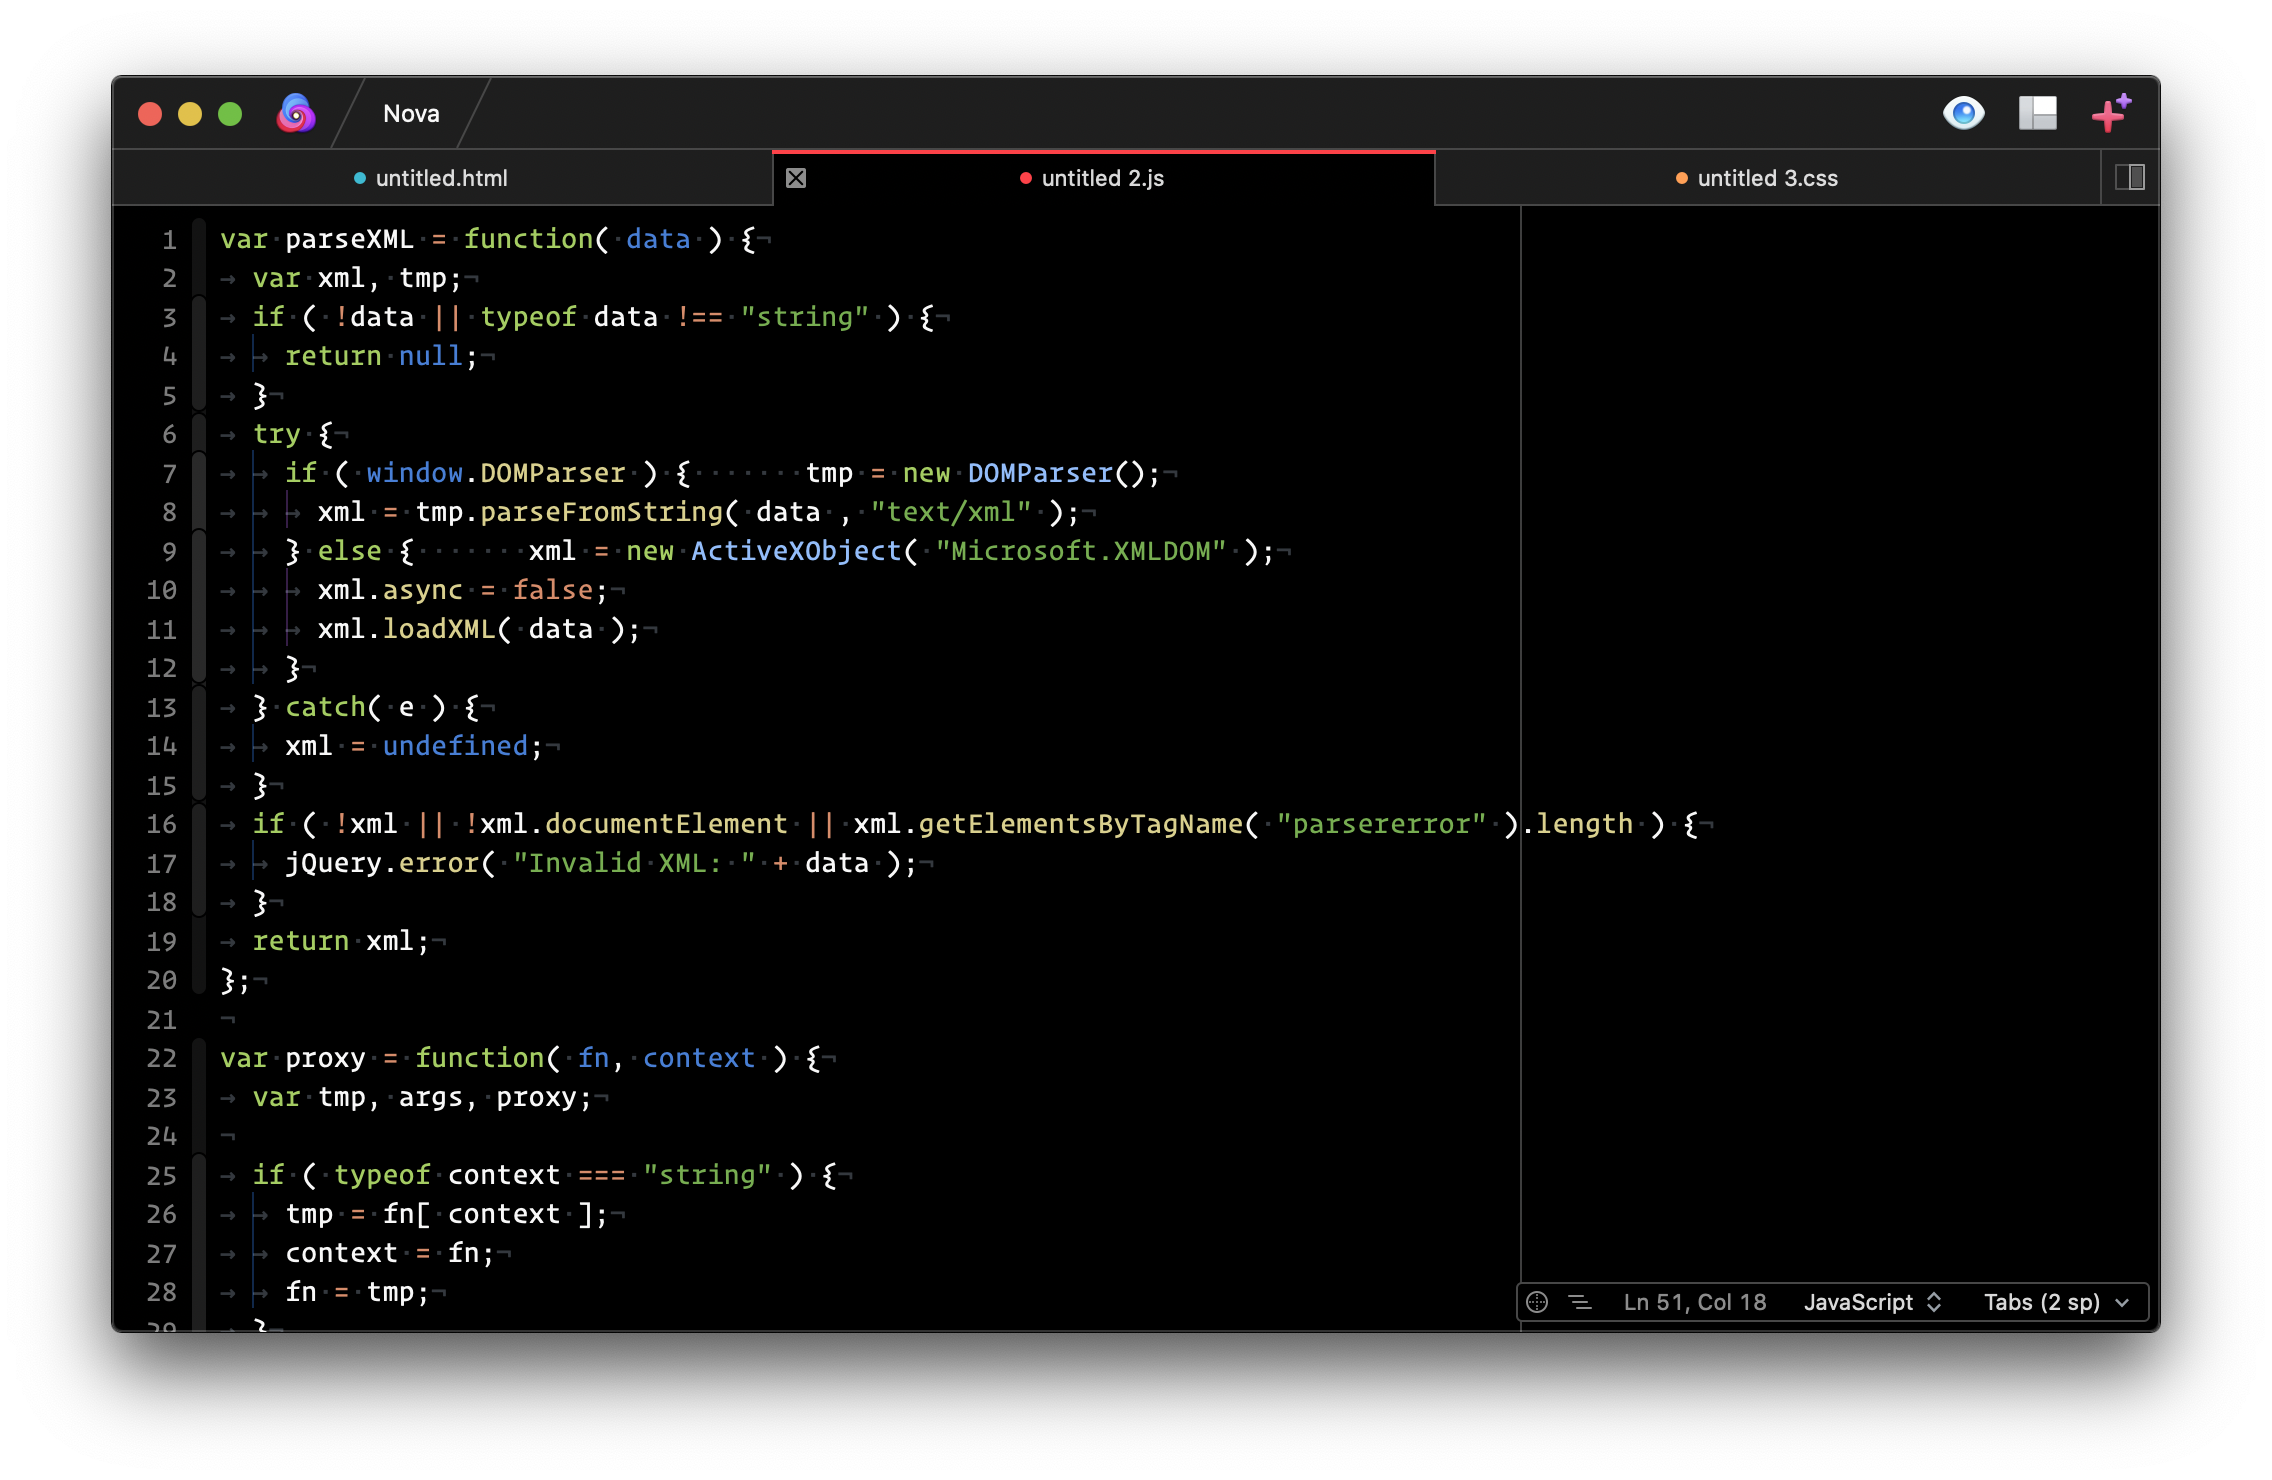 Nova
untitled.html
untitled 2.js
untitled 3.css
1 var parseXML = function( data ) {
2 var xml, tmp;
3 if ( !data || typeof data !== "string" ) {
4 return null;
5 }
6 try {
7 if ( window.DOMParser ) {       tmp = new DOMParser();
8 xml = tmp.parseFromString( data , "text/xml" );
9 } else {       xml = new ActiveXObject( "Microsoft.XMLDOM" );
10 xml.async = false;
11 xml.loadXML( data );
12 }
13 } catch( e ) {
14 xml = undefined;
15 }
16 if ( !xml || !xml.documentElement || xml.getElementsByTagName( "parsererror" ).length ) {
17 jQuery.error( "Invalid XML: " + data );
18 }
19 return xml;
20 };
21
22 var proxy = function( fn, context ) {
23 var tmp, args, proxy;
24
25 if ( typeof context === "string" ) {
26 tmp = fn[ context ];
27 context = fn;
28 fn = tmp;
29 }
Ln 51, Col 18 JavaScript Tabs (2 sp)